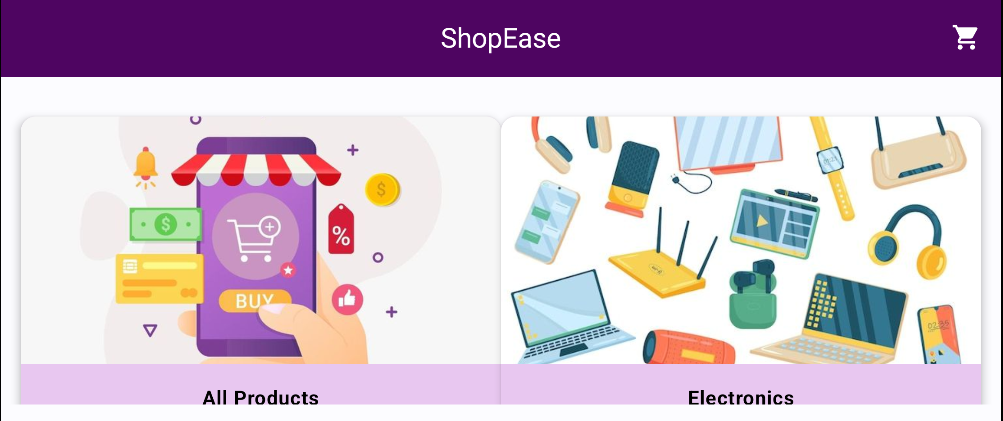 ShopEase
$
$
%
BUY
All Products
Electronics